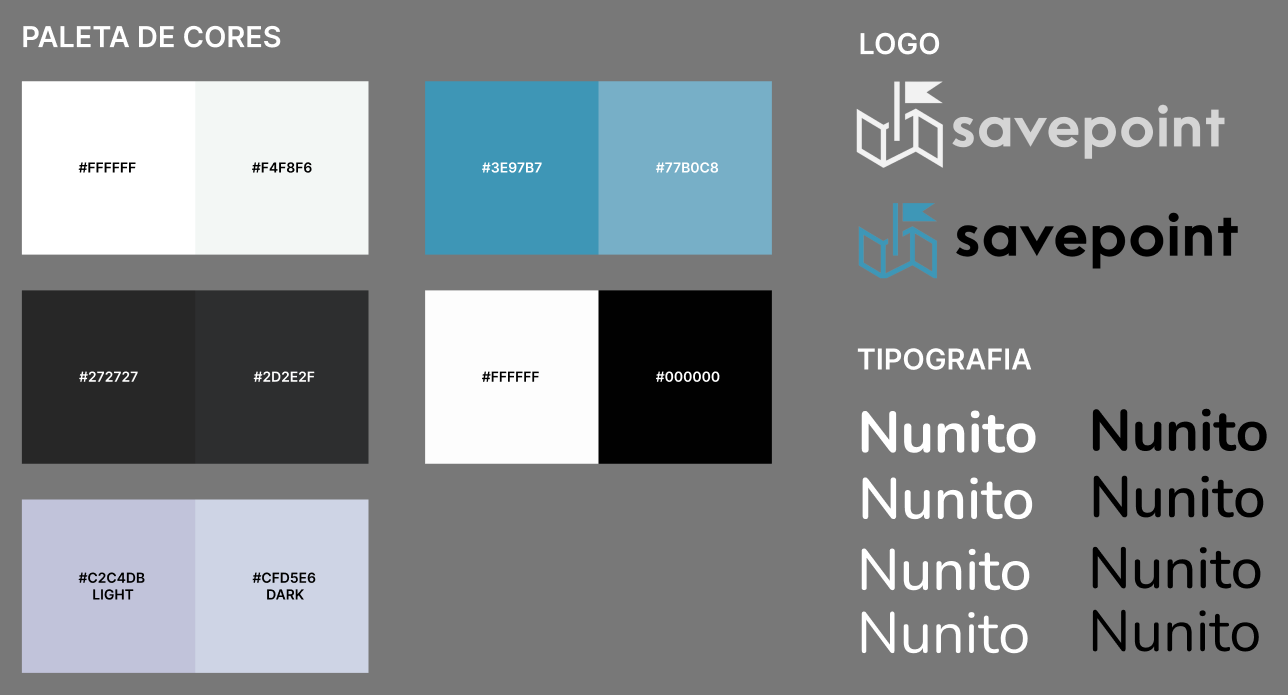 PALETA DE CORES
#FFFFFF
#F4F8F6
#3E97B7
#77B0C8
#272727
#2D2E2F
#FFFFFF
#000000
#C2C4DB
LIGHT
#CFD5E6
DARK
LOGO
savepoint
savepoint
TIPOGRAFIA
Nunito Nunito
Nunito Nunito
Nunito Nunito
Nunito Nunito